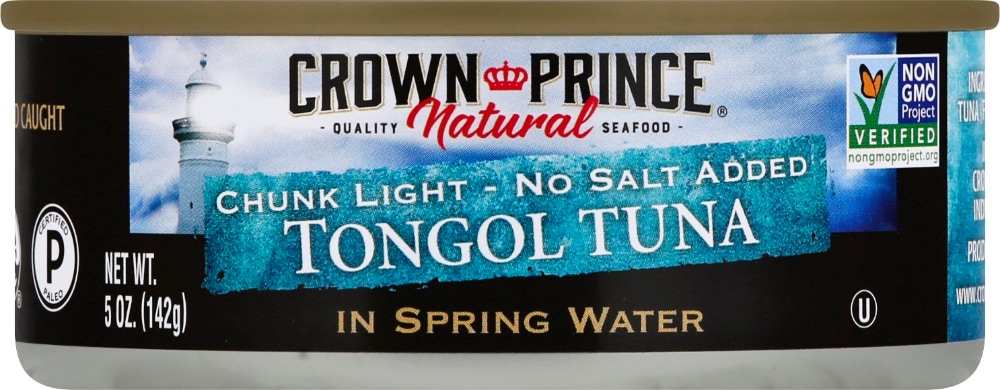 CAUGHT
CERTIFIED
P
PALEO
NET WT.
5 OZ. (142g)
CROWN PRINCE®
- QUALITY Natural SEAFOOD -
CHUNK LIGHT - NO SALT ADDED
TONGOL TUNA
IN SPRING WATER
NON
GMO
Project
VERIFIED
nongmoproject.org
U
TUNA